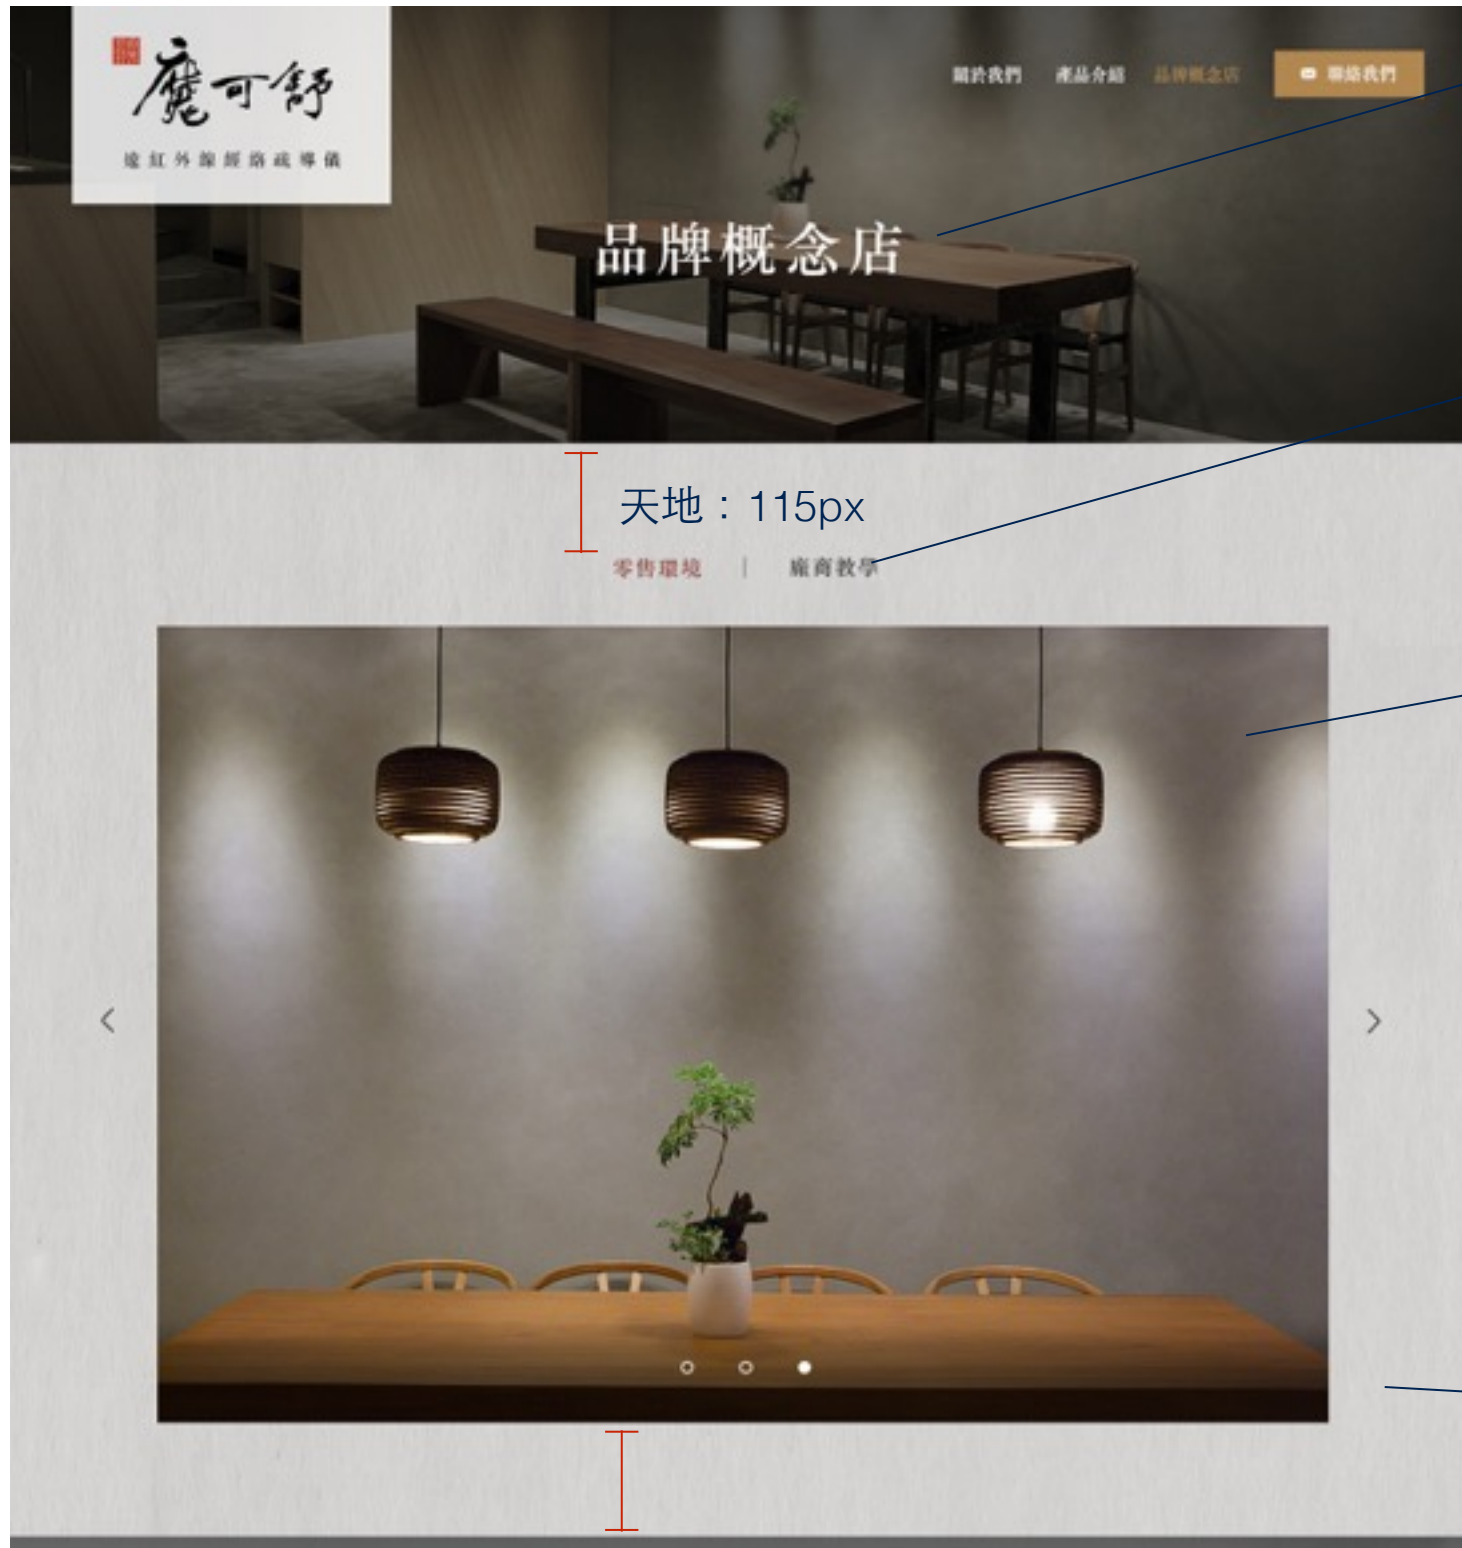 魔可舒
遠紅外線經絡疏導儀
關於我們 產品介紹 品牌概念店 聯絡我們
品牌概念店
天地：115px
零售環境 | 廠商教學